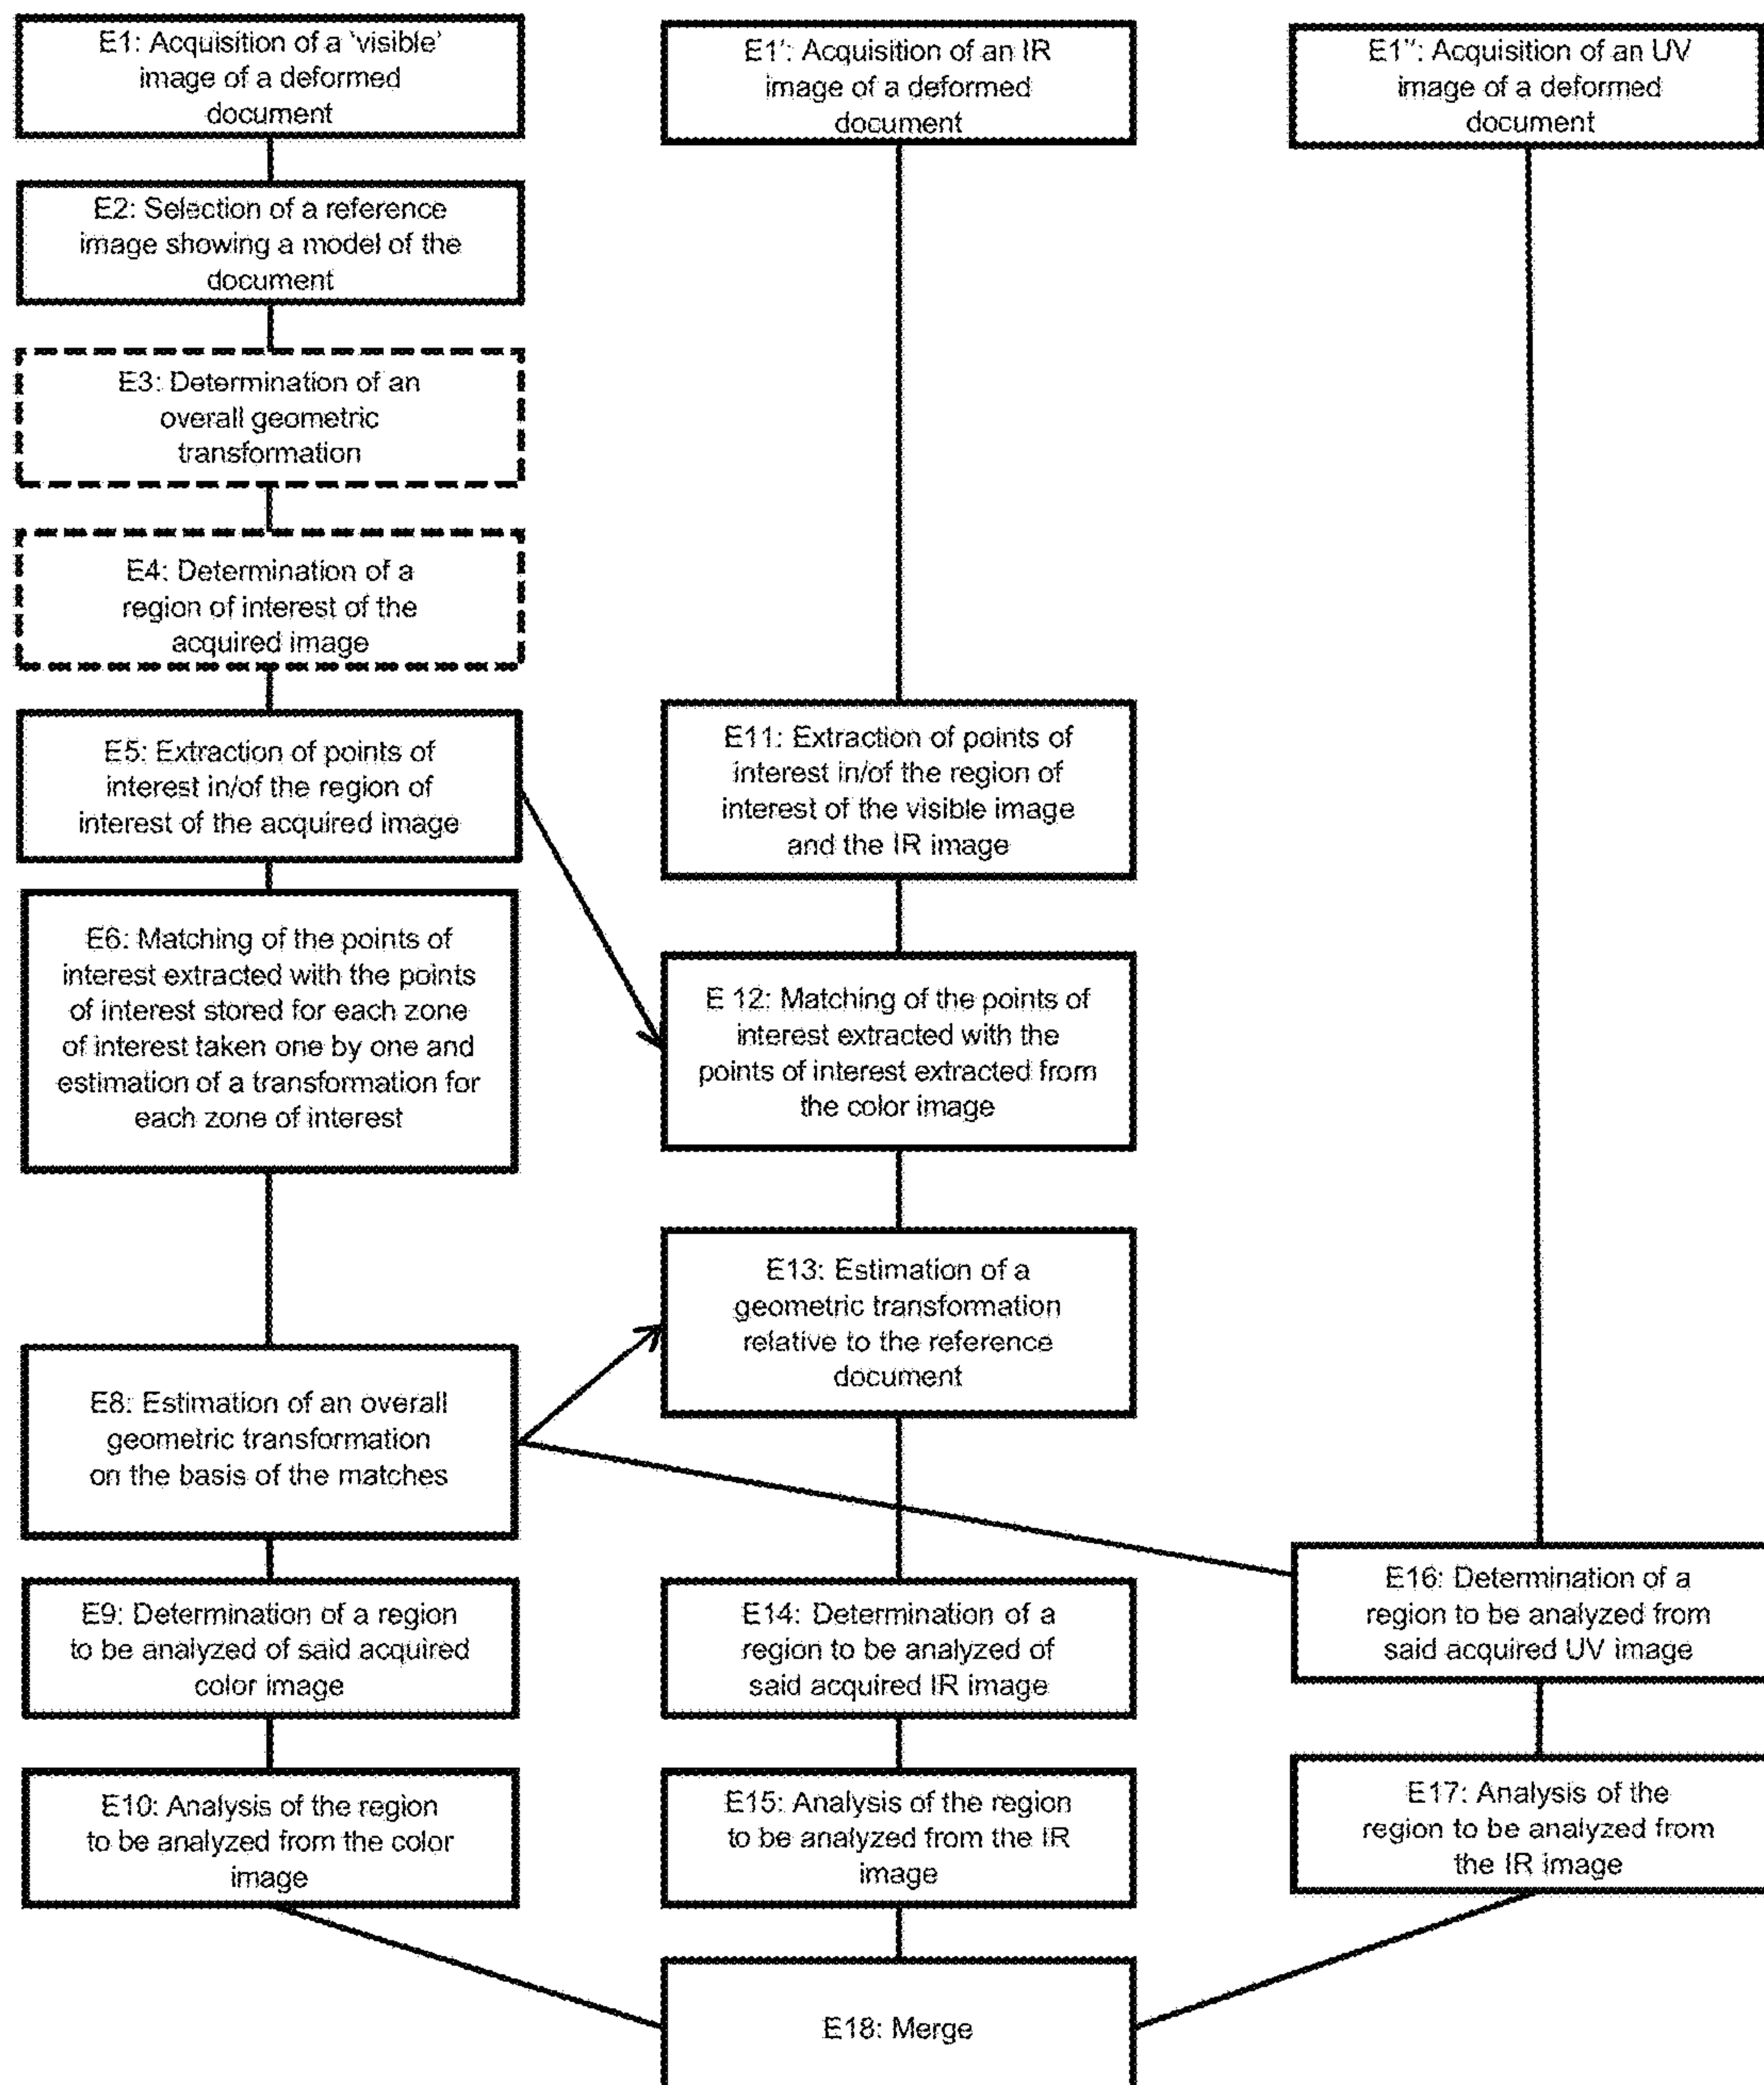 E1: Acquisition of a 'visible'
image of a deformed
document
E2: Selection of a reference
image showing a model of the
document
E3: Determination of an
overall geometric
transformation
E4: Determination of a
region of interest of the
acquired image
E5: Extraction of points of
interest in/of the region of
interest of the acquired image
E6: Matching of the points of
interest extracted with the points
of interest stored for each zone
of interest taken one by one and
estimation of a transformation for
each zone of interest
E8: Estimation of an overall
geometric transformation
on the basis of the matches
E9: Determination of a region
to be analyzed of said acquired
color image
E10: Analysis of the region
to be analyzed from the color
image
E1': Acquisition of an IR
image of a deformed
document
E11: Extraction of points of
interest in/of the region of
interest of the visible image
and the IR image
E 12: Matching of the points of
interest extracted with the
points of interest extracted from
the color image
E13: Estimation of a
geometric transformation
relative to the reference
document
E14: Determination of a
region to be analyzed of
said acquired IR image
E15: Analysis of the region
to be analyzed from the IR
image
E1'': Acquisition of an UV
image of a deformed
document
E16: Determination of a
region to be analyzed from
said acquired UV image
E17: Analysis of the
region to be analyzed from
the IR image
E18: Merge